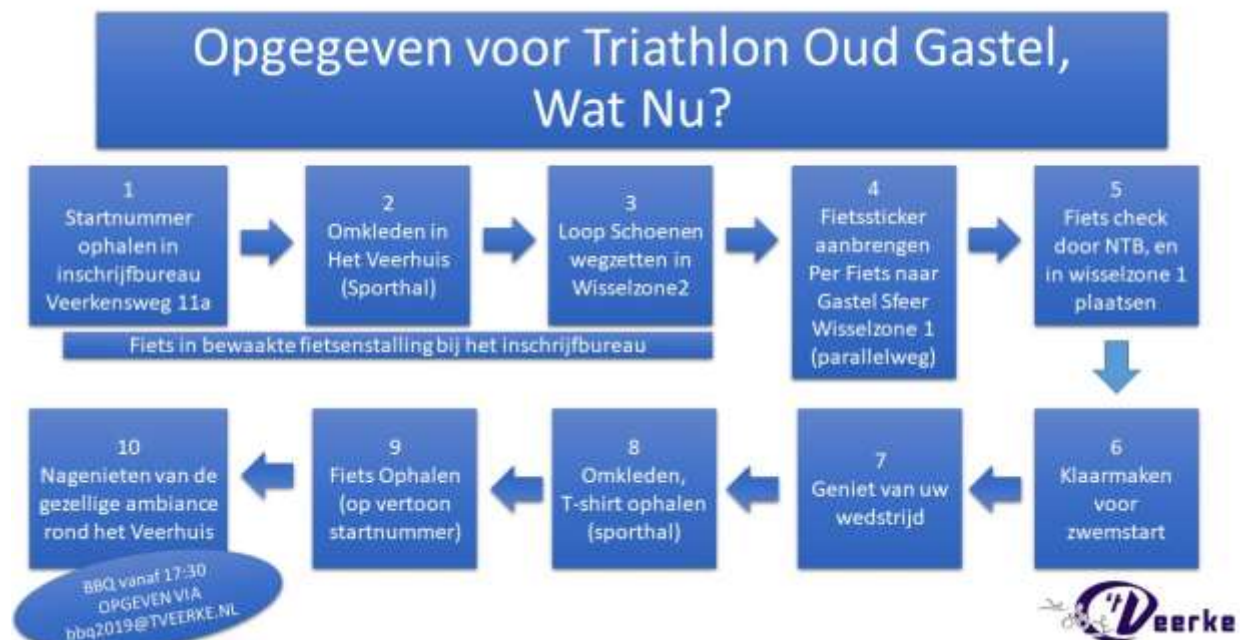 Opgegeven voor Triathlon Oud Gastel,
Wat Nu?
1
Startnummer
ophalen in
inschrijfbureau
Veerkensweg 11a
2
Omkleden in
Het Veerhuis
(Sporthal)
3
Loop Schoenen
wegzetten in
Wisselzone2
4
Fietssticker
aanbrengen
Per Fiets naar
Gastel Sfeer
Wisselzone 1
(parallelweg)
5
Fiets check
door NTB, en
in wisselzone 1
plaatsen
Fiets in bewaakte fietsenstalling bij het inschrijfbureau
6
Klaarmaken
voor
zwemstart
7
Geniet van uw
wedstrijd
8
Omkleden,
T-shirt ophalen
(sporthal)
9
Fiets Ophalen
(op vertoon
startnummer)
10
Nagenieten van de
gezellige ambiance
rond het Veerhuis
BBQ vanaf 17:30
OPGEVEN VIA
bbq2019@TVEERKE.NL
't Veerke